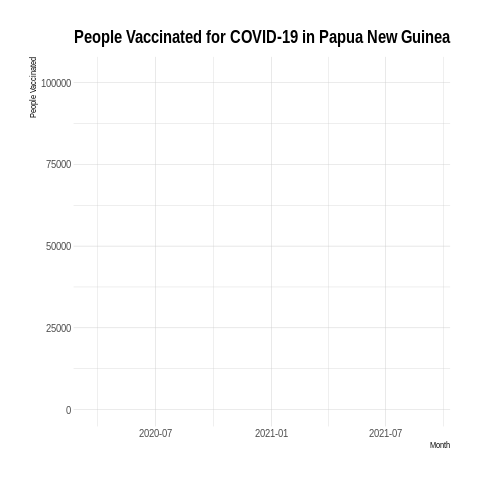 People Vaccinated for COVID-19 in Papua New Guinea
People Vaccinated
100000
75000
50000
25000
0
2020-07 2021-01 2021-07
Month